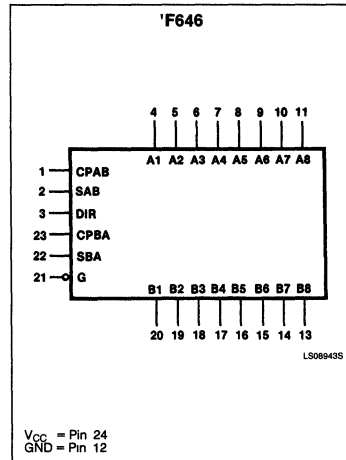 'F646
4 5 6 7 8 9 10 11
A1 A2 A3 A4 A5 A6 A7 A8
1 CPAB
2 SAB
3 DIR
23 CPBA
22 SBA
21 G
B1 B2 B3 B4 B5 B6 B7 B8
20 19 18 17 16 15 14 13
LS08943S
VCC = Pin 24
GND = Pin 12